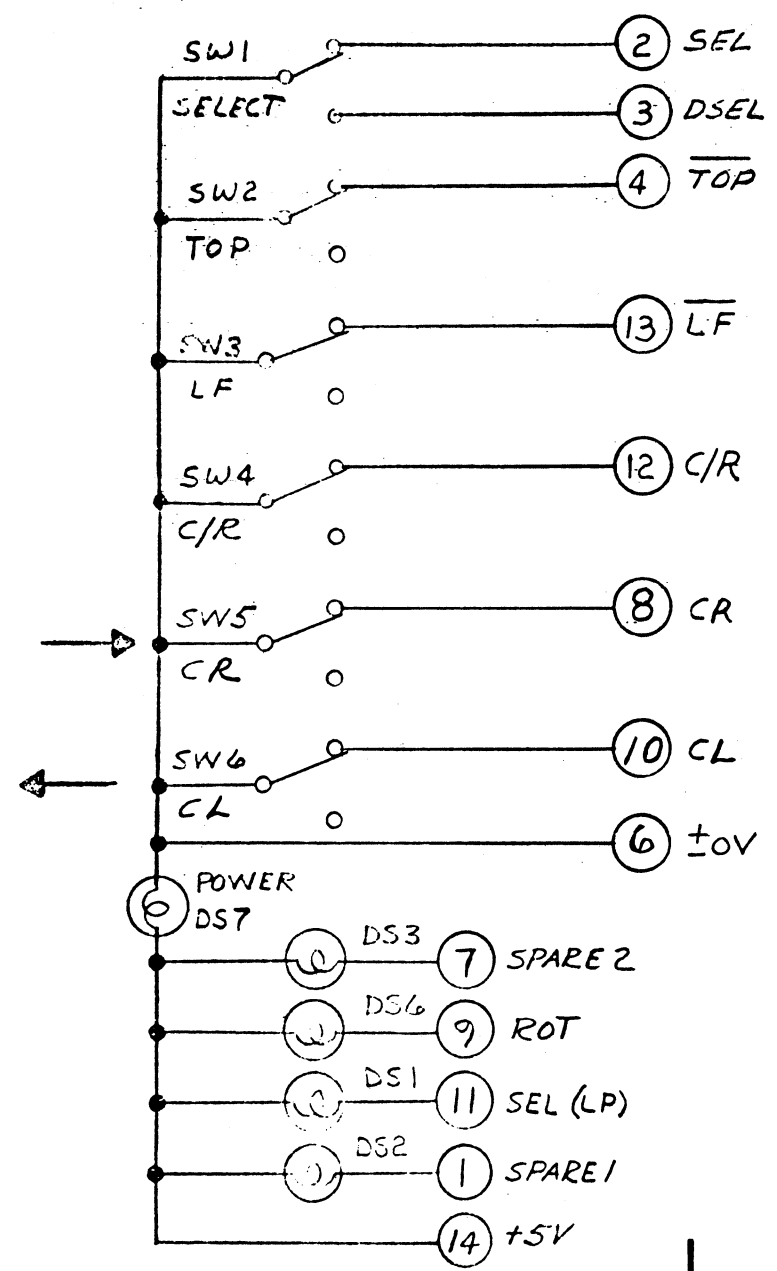 SW1 2 SEL
SELECT 3 DSEL
SW2 4 TOP
TOP
SW3 13 LF
LF
SW4 12 C/R
C/R
SW5 8 CR
CR
SW6 10 CL
CL
6 ±0V
POWER
DS7
DS3 7 SPARE 2
DS6 9 ROT
DS1 11 SEL (LP)
DS2 1 SPARE 1
14 +5V